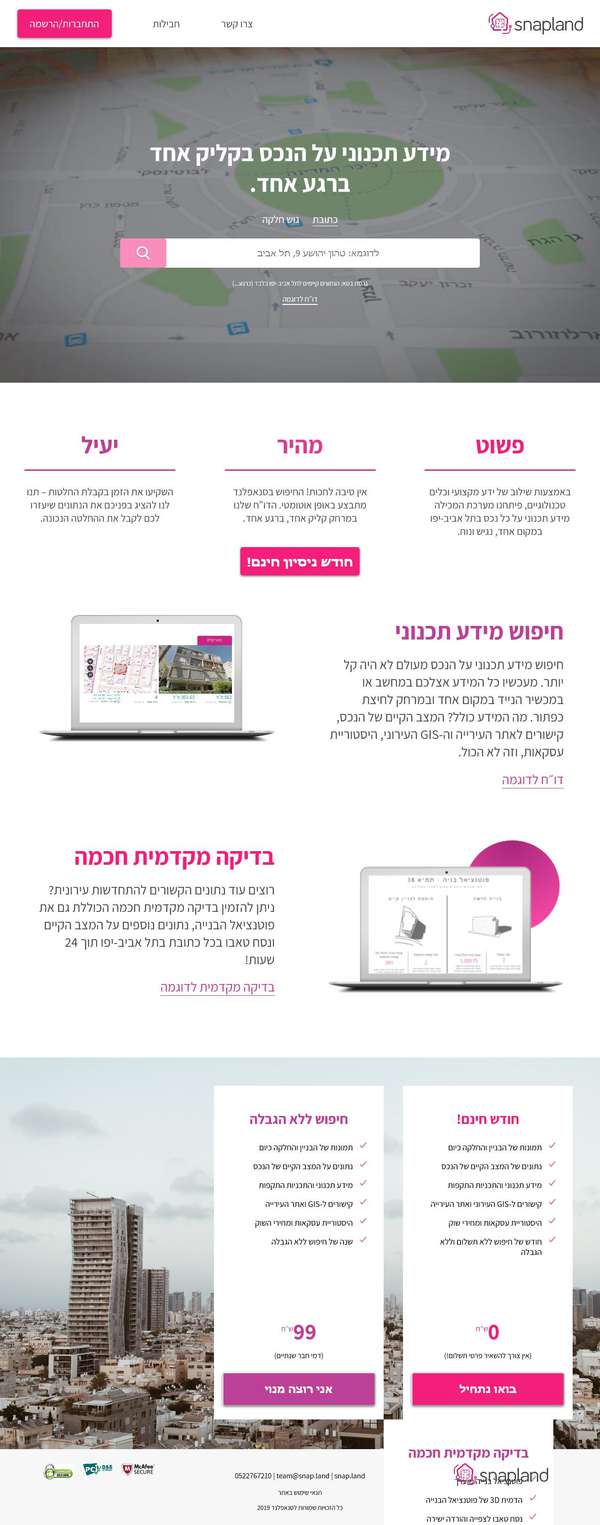 snapland
צרו קשר
חבילות
התחברות/הרשמה
מידע תכנוני על הנכס בקליק אחד
ברגע אחד.
כתובת
גוש חלקה
לדוגמא: טהון יהושע 9, תל אביב
דו״ח לדוגמה
פשוט
באמצעות שילוב של ידע מקצועי וכלים
טכנולוגיים, פיתחנו מערכת המכילה
מידע תכנוני על כל נכס בתל אביב-יפו
במקום אחד, נגיש ונוח.
מהיר
אין סיבה לחכות! החיפוש בסנאפלנד
מתבצע באופן אוטומטי. הדו"ח שלנו
במרחק קליק אחד, ברגע אחד.
יעיל
השקיעו את הזמן בקבלת החלטות – תנו
לנו להציג בפניכם את הנתונים שיעזרו
לכם לקבל את ההחלטה הנכונה.
חודש ניסיון חינם!
חיפוש מידע תכנוני
חיפוש מידע תכנוני על הנכס מעולם לא היה קל
יותר. מעכשיו כל המידע אצלכם במחשב או
במכשיר הנייד במקום אחד ובמרחק לחיצת
כפתור. מה המידע כולל? המצב הקיים של הנכס,
קישורים לאתר העירייה וה-GIS העירוני, היסטוריית
עסקאות, וזה לא הכול.
דו״ח לדוגמה
בדיקה מקדמית חכמה
רוצים עוד נתונים הקשורים להתחדשות עירונית?
ניתן להזמין בדיקה מקדמית חכמה הכוללת גם את
פוטנציאל הבנייה, נתונים נוספים על המצב הקיים
ונסח טאבו בכל כתובת בתל אביב-יפו תוך 24
שעות!
בדיקה מקדמית לדוגמה
פוטנציאל בניה - תמ״א 38
חודש חינם!
תמונות של הבניין והחלקה כיום
נתונים של המצב הקיים של הנכס
מידע תכנוני והתכניות התקפות
קישורים ל-GIS העירוני ואתר העירייה
היסטוריית עסקאות ומחירי שוק
חודש של חיפוש ללא תשלום וללא
הגבלה
0 ש״ח
(אין צורך להשאיר פרטי תשלום!)
בואו נתחיל
חיפוש ללא הגבלה
תמונות של הבניין והחלקה כיום
נתונים על המצב הקיים של הנכס
מידע תכנוני והתכניות התקפות
קישורים ל-GIS ואתר העירייה
היסטוריית עסקאות ומחירי השוק
שנה של חיפוש ללא הגבלה
99 ש״ח
(דמי חבר שנתיים)
אני רוצה מנוי
בדיקה מקדמית חכמה
snapland
הדמית 3D של פוטנציאל הבנייה
נסח טאבו לצפייה והורדה ישירה
0522767210 | team@snap.land | snap.land
תנאי שימוש באתר
כל הזכויות שמורות לסנאפלנד 2019
PCI DSS
McAfee
SECURE